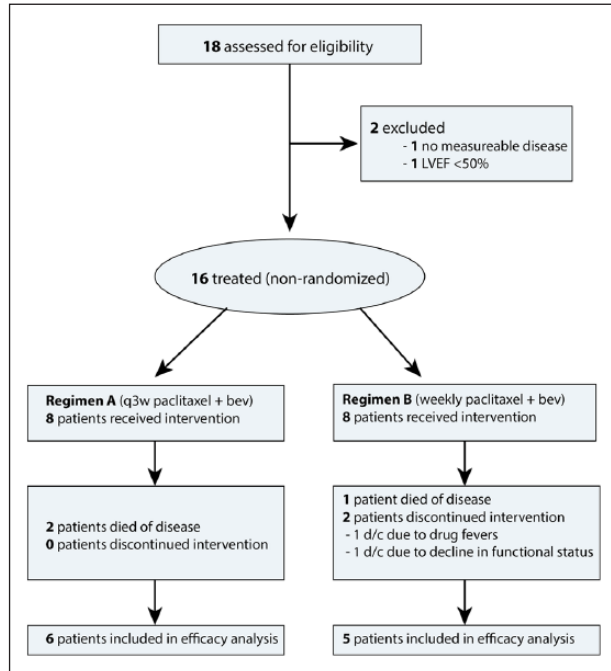 18 assessed for eligibility
2 excluded
- 1 no measureable disease
- 1 LVEF <50%
16 treated (non-randomized)
Regimen A (q3w paclitaxel + bev)
8 patients received intervention
Regimen B (weekly paclitaxel + bev)
8 patients received intervention
2 patients died of disease
0 patients discontinued intervention
1 patient died of disease
2 patients discontinued intervention
- 1 d/c due to drug fevers
- 1 d/c due to decline in functional status
6 patients included in efficacy analysis
5 patients included in efficacy analysis